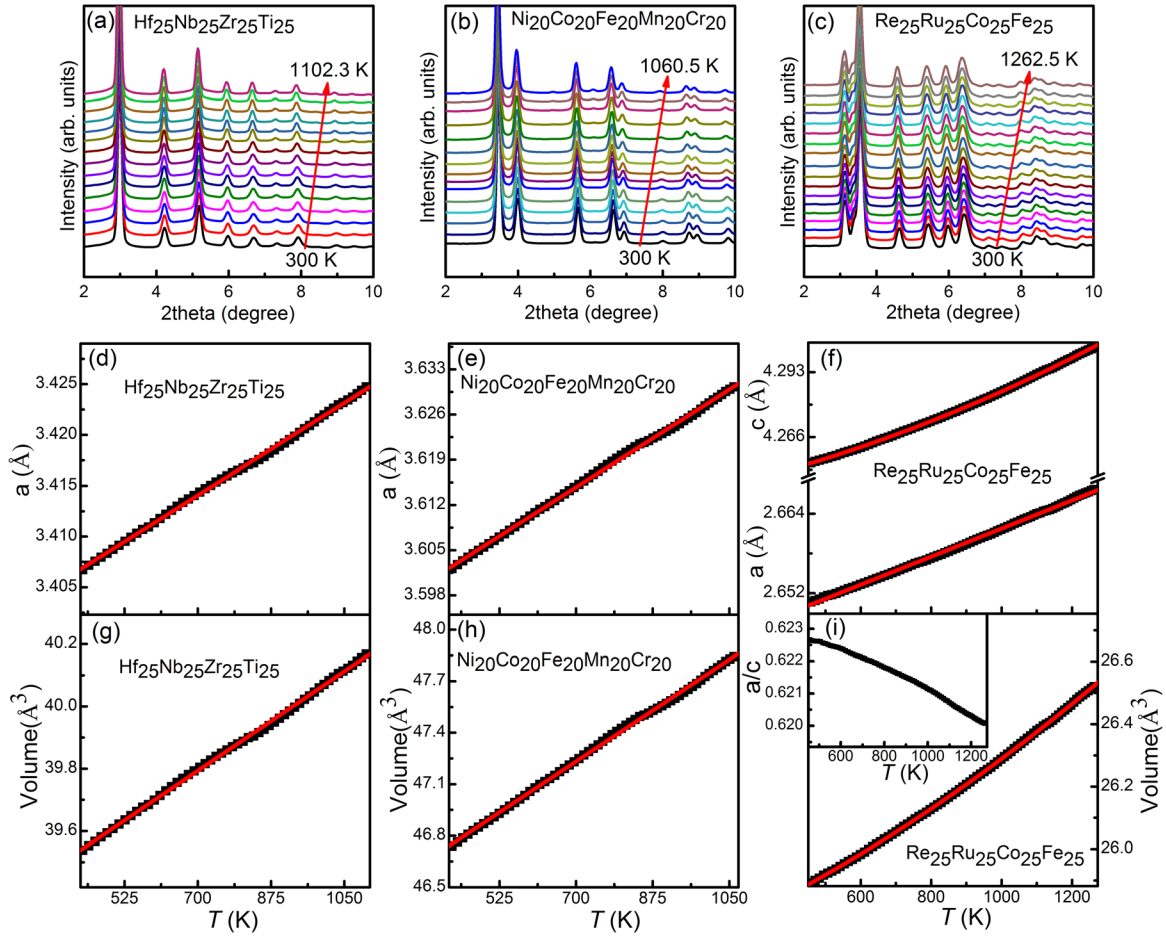 (a) Hf25Nb25Zr25Ti25
1102.3 K
300 K
Intensity (arb. units)
2 4 6 8 10
2theta (degree)
(b) Ni20Co20Fe20Mn20Cr20
1060.5 K
300 K
Intensity (arb. units)
2 4 6 8 10
2theta (degree)
(c) Re25Ru25Co25Fe25
1262.5 K
300 K
Intensity (arb. units)
2 4 6 8 10
2theta (degree)
(d)
Hf25Nb25Zr25Ti25
a (Å)
3.425
3.420
3.415
3.410
3.405
(e)
Ni20Co20Fe20Mn20Cr20
a (Å)
3.633
3.626
3.619
3.612
3.605
3.598
(f)
c (Å)
4.293
4.266
Re25Ru25Co25Fe25
a (Å)
2.664
2.652
(g)
Hf25Nb25Zr25Ti25
Volume(Å3)
40.2
40.0
39.8
39.6
525 700 875 1050
T (K)
(h)
Ni20Co20Fe20Mn20Cr20
Volume(Å3)
48.0
47.7
47.4
47.1
46.8
46.5
525 700 875 1050
T (K)
(i)
a/c
0.623
0.622
0.621
0.620
600 800 1000 1200
T (K)
Re25Ru25Co25Fe25
26.6
26.4
26.2
26.0
Volume(Å3)
600 800 1000 1200
T (K)